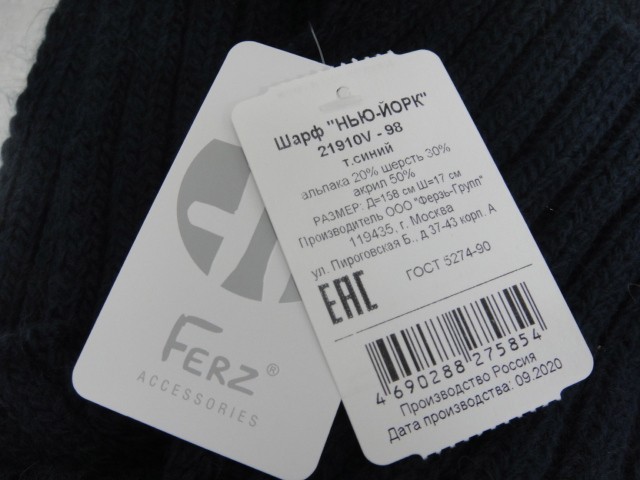 FERZ®
ACCESSORIES
Шарф "НЬЮ-ЙОРК"
21910V - 98
т.синий
альпака 20% шерсть 30%
акрил 50%
РАЗМЕР: Д=158 см Ш=17 см
Производитель ООО "Ферзь-Групп"
119435, г. Москва
ул. Пироговская Б., д 37-43 корп. А
ГОСТ 5274-90
ЕАС
4 690288 275854
Производство Россия
Дата производства: 09.2020